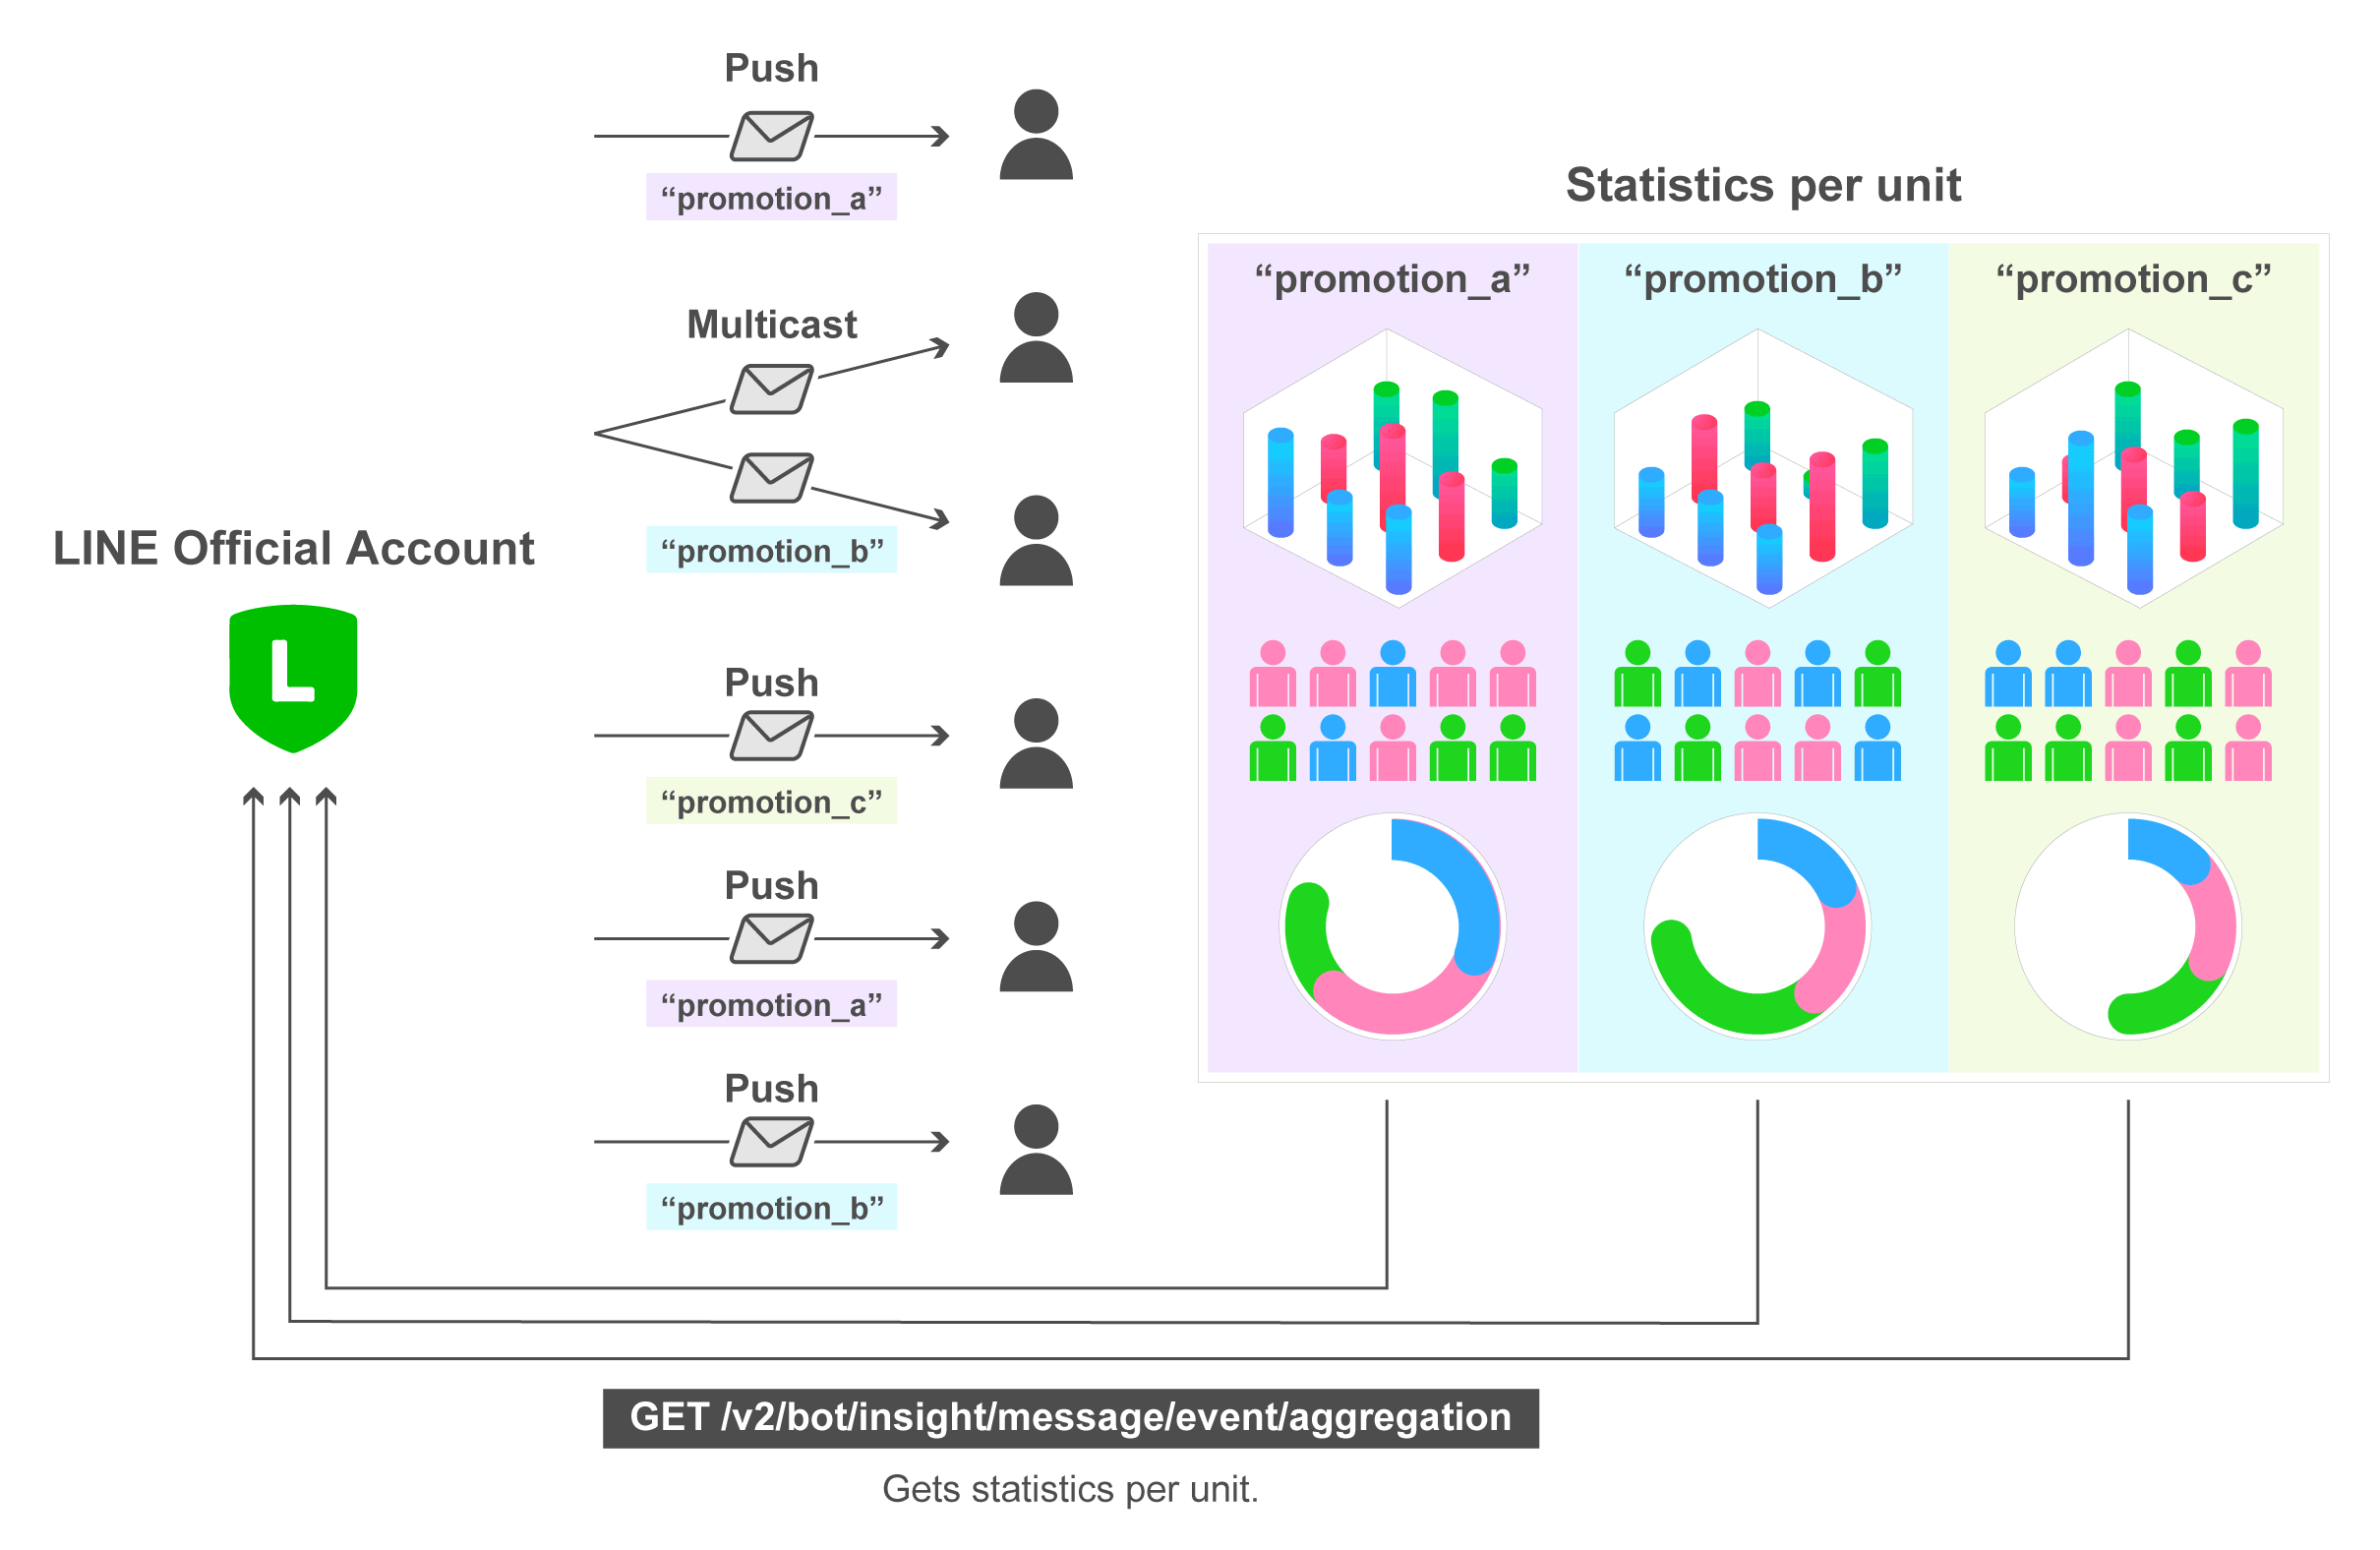 Push
“promotion_a”
Multicast
“promotion_b”
LINE Official Account
L
Push
“promotion_c”
Push
“promotion_a”
Push
“promotion_b”
Statistics per unit
“promotion_a”
“promotion_b”
“promotion_c”
GET /v2/bot/insight/message/event/aggregation
Gets statistics per unit.